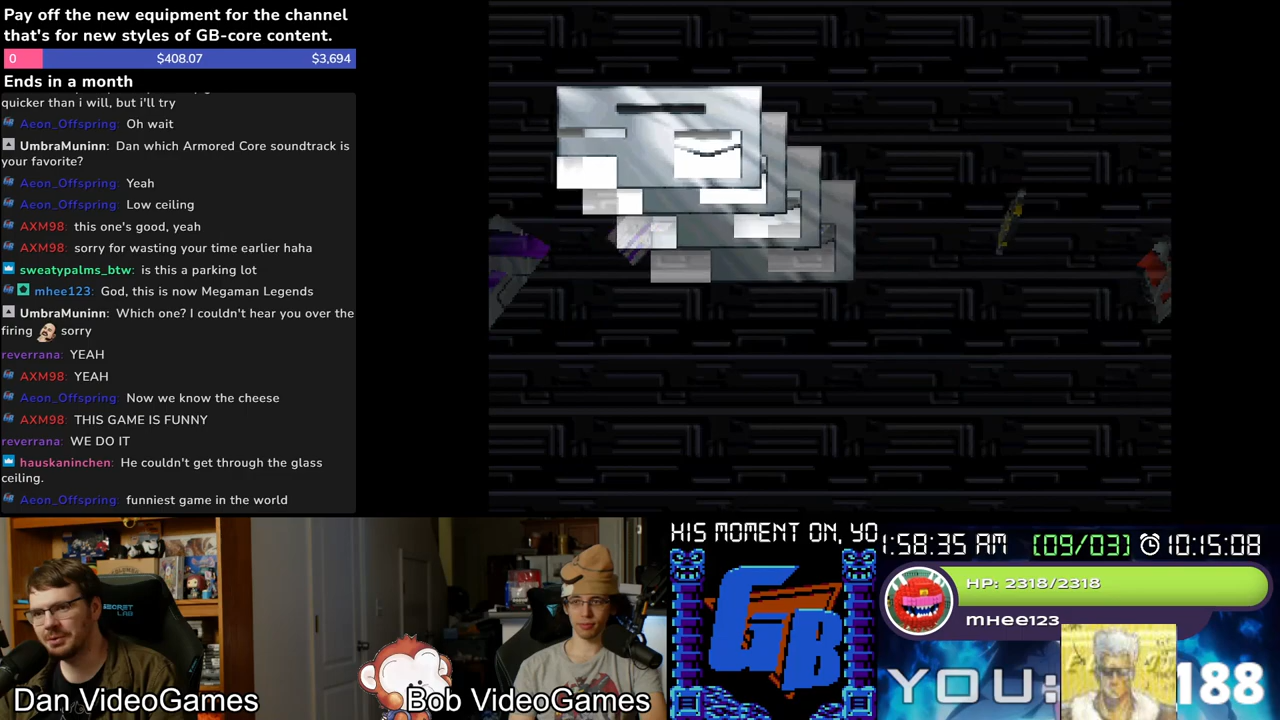 Pay off the new equipment for the channel
that's for new styles of GB-core content.
0 $408.07 $3,694
Ends in a month
quicker than i will, but i'll try
Aeon_Offspring: Oh wait
UmbraMuninn: Dan which Armored Core soundtrack is
your favorite?
Aeon_Offspring: Yeah
Aeon_Offspring: Low ceiling
AXM98: this one's good, yeah
AXM98: sorry for wasting your time earlier haha
sweatypalms_btw: is this a parking lot
mhee123: God, this is now Megaman Legends
UmbraMuninn: Which one? I couldn't hear you over the
firing sorry
reverrana: YEAH
AXM98: YEAH
Aeon_Offspring: Now we know the cheese
AXM98: THIS GAME IS FUNNY
reverrana: WE DO IT
hauskaninchen: He couldn't get through the glass
ceiling.
Aeon_Offspring: funniest game in the world
HIS MOMENT ON, YO
1:58:35 AM [09/03] 10:15:08
HP: 2318/2318
mHee123
GB
YOU: 188
SECRET
LAB
Dan VideoGames
Bob VideoGames